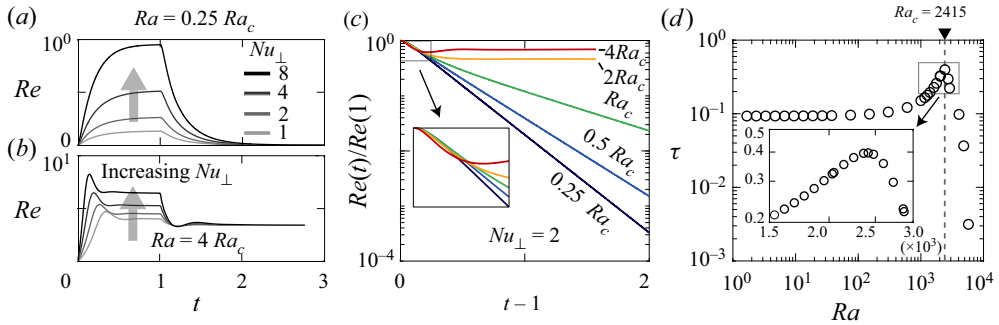 (a)
Ra = 0.25 Ra_c
10^0
Re
0
Nu_⊥
8
4
2
1
(b)
10^1
Re
0
Increasing Nu_⊥
Ra = 4 Ra_c
0 1 2 3
t
(c)
10^0
Re(t)/Re(1)
10^-4
4Ra_c
2Ra_c
Ra_c
0.5 Ra_c
0.25 Ra_c
Nu_⊥ = 2
0 1 2
t – 1
(d)
Ra_c = 2415
10^0
10^-1
10^-2
10^-3
τ
0.5
0.4
0.3
0.2
1.5 2.0 2.5 3.0
(×10^3)
10^0 10^1 10^2 10^3 10^4
Ra